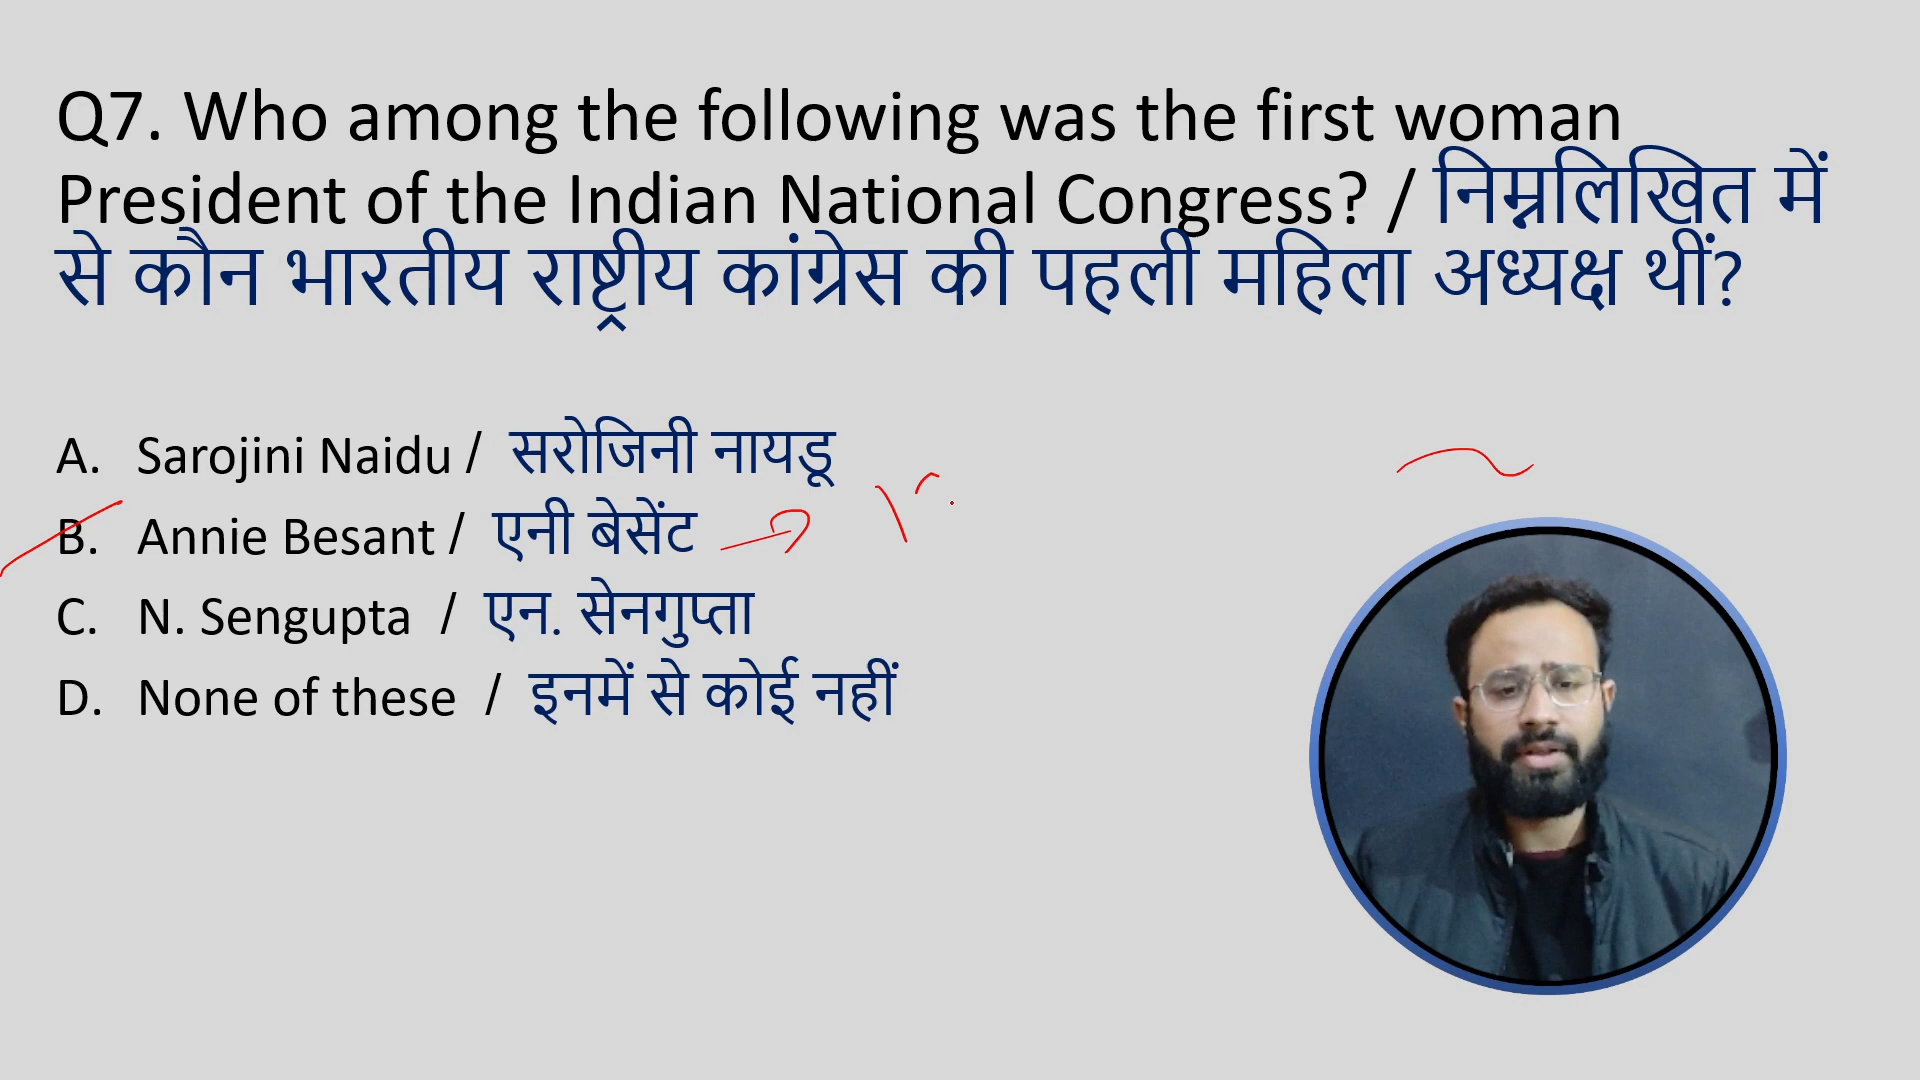 Q7. Who among the following was the first woman
President of the Indian National Congress? / निम्नलिखित में
से कौन भारतीय राष्ट्रीय कांग्रेस की पहली महिला अध्यक्ष थीं?
A. Sarojini Naidu / सरोजिनी नायडू
B. Annie Besant / एनी बेसेंट
C. N. Sengupta / एन. सेनगुप्ता
D. None of these / इनमें से कोई नहीं